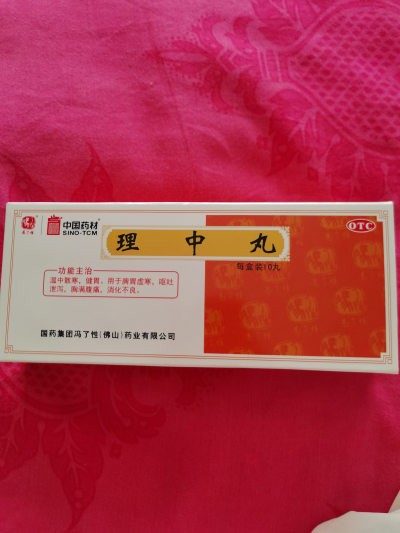 中国药材
SINO-TCM
OTC
理中丸
每盒装10丸
功能主治
温中散寒，健胃。用于脾胃虚寒，呕吐
泄泻，胸满腹痛，消化不良。
国药集团冯了性(佛山)药业有限公司